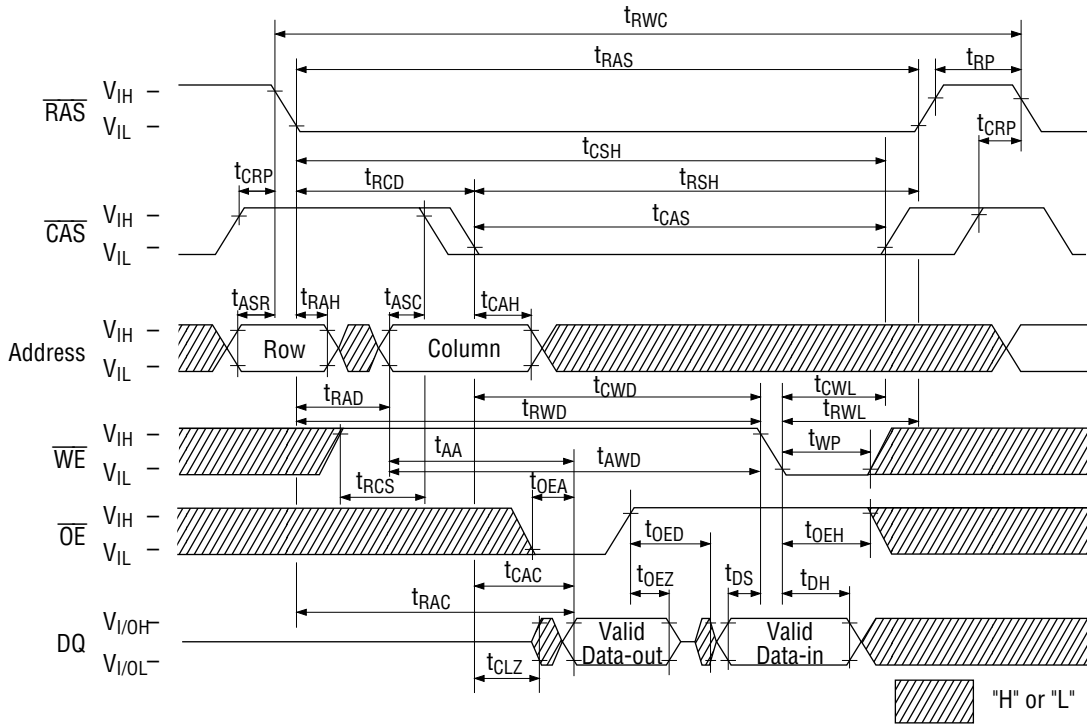 tRWC
tRAS
tRP
RAS
VIH
VIL
tCRP
tCSH
tCRP
tRCD
tRSH
CAS
VIH
VIL
tCAS
tASR
tRAH
tASC
tCAH
Address
VIH
VIL
Row
Column
tRAD
tCWD
tCWL
tRWD
tRWL
WE
VIH
VIL
tAA
tWP
tAWD
tRCS
tOEA
OE
VIH
VIL
tOED
tOEH
tCAC
tOEZ
tDS
tDH
tRAC
DQ
VI/OH
VI/OL
Valid
Data-out
Valid
Data-in
tCLZ
"H" or "L"